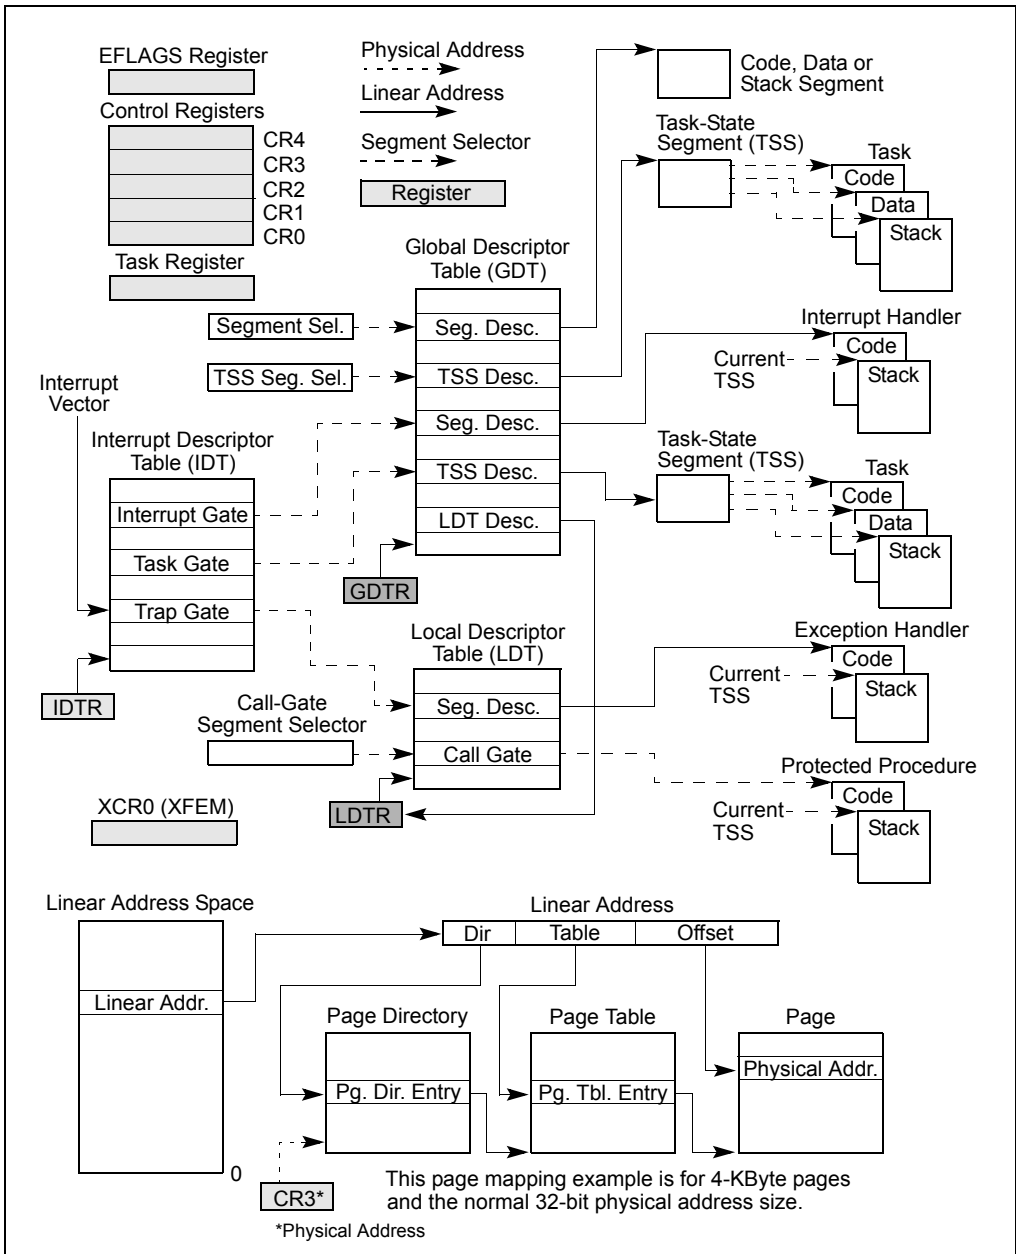 EFLAGS Register
Control Registers
CR4
CR3
CR2
CR1
CR0
Task Register
Physical Address
Linear Address
Segment Selector
Register
Code, Data or
Stack Segment
Task-State
Segment (TSS)
Task
Code
Data
Stack
Global Descriptor
Table (GDT)
Segment Sel.
Seg. Desc.
TSS Seg. Sel.
TSS Desc.
Seg. Desc.
TSS Desc.
LDT Desc.
GDTR
Interrupt Handler
Code
Current
TSS
Stack
Interrupt
Vector
Interrupt Descriptor
Table (IDT)
Interrupt Gate
Task Gate
Trap Gate
IDTR
Task-State
Segment (TSS)
Task
Code
Data
Stack
Local Descriptor
Table (LDT)
Seg. Desc.
Call Gate
Call-Gate
Segment Selector
LDTR
Exception Handler
Code
Current
TSS
Stack
Protected Procedure
Code
Current
TSS
Stack
XCR0 (XFEM)
Linear Address Space
Linear Addr.
0
Linear Address
Dir
Table
Offset
Page Directory
Pg. Dir. Entry
Page Table
Pg. Tbl. Entry
Page
Physical Addr.
CR3*
*Physical Address
This page mapping example is for 4-KByte pages
and the normal 32-bit physical address size.